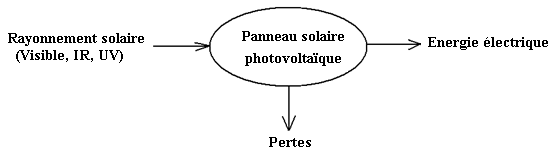 Rayonnement solaire
(Visible, IR, UV)
Panneau solaire
photovoltaïque
Energie électrique
Pertes